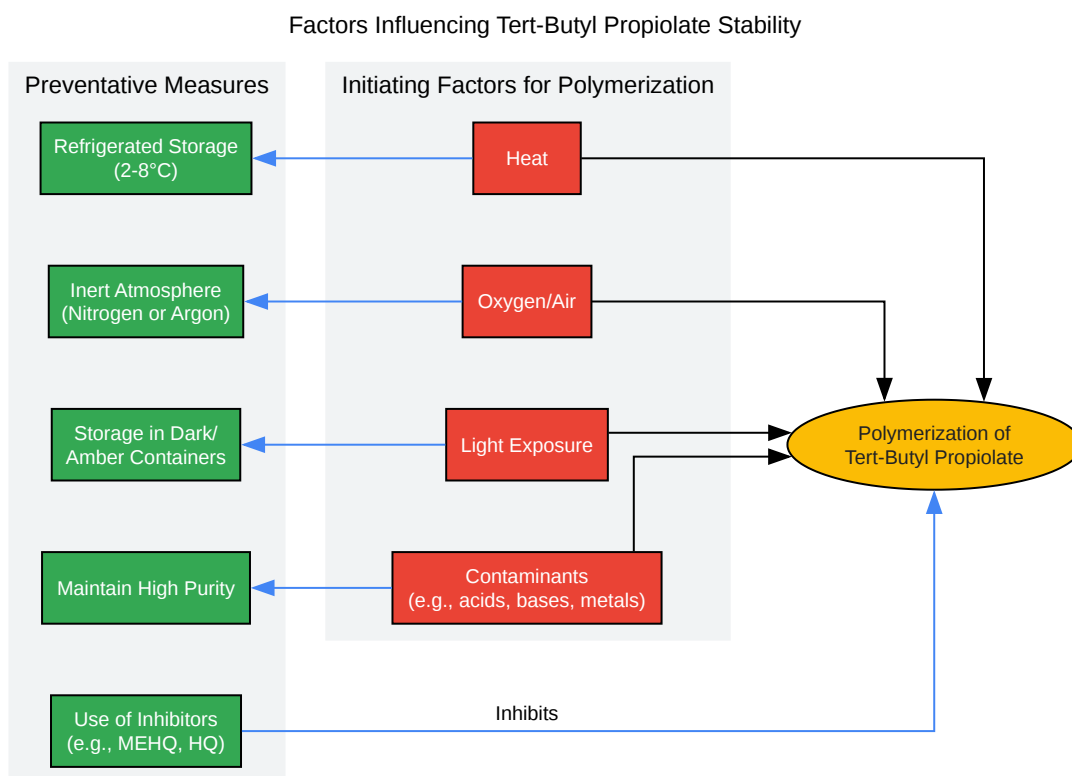 Factors Influencing Tert-Butyl Propiolate Stability
Preventative Measures
Initiating Factors for Polymerization
Refrigerated Storage
(2-8°C)
Heat
Inert Atmosphere
(Nitrogen or Argon)
Oxygen/Air
Storage in Dark/
Amber Containers
Light Exposure
Polymerization of
Tert-Butyl Propiolate
Maintain High Purity
Contaminants
(e.g., acids, bases, metals)
Use of Inhibitors
(e.g., MEHQ, HQ)
Inhibits